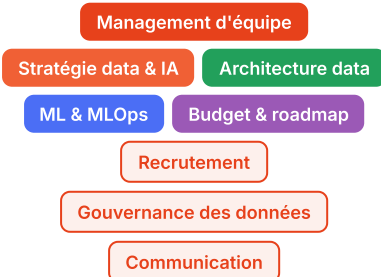 Management d'équipe
Stratégie data & IA Architecture data
ML & MLOps Budget & roadmap
Recrutement
Gouvernance des données
Communication